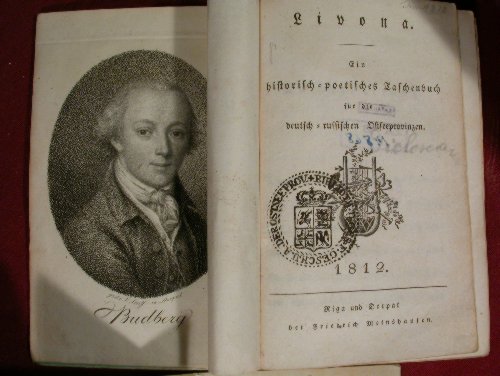 Budberg
Livona.
Ein
historisch-poetisches Taschenbuch
für die
deutsch-russischen Ostseeprovinzen.
1812.
Riga und Dorpat
bei Friedrich Meinshausen.